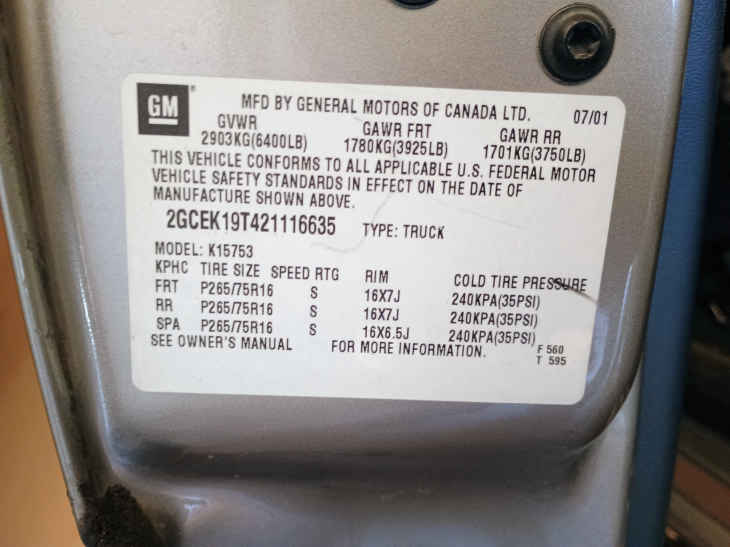 GM
MFD BY GENERAL MOTORS OF CANADA LTD. 07/01
GVWR GAWR FRT GAWR RR
2903KG(6400LB) 1780KG(3925LB) 1701KG(3750LB)
THIS VEHICLE CONFORMS TO ALL APPLICABLE U.S. FEDERAL MOTOR
VEHICLE SAFETY STANDARDS IN EFFECT ON THE DATE OF
MANUFACTURE SHOWN ABOVE.
2GCEK19T421116635 TYPE: TRUCK
MODEL: K15753
KPHC TIRE SIZE SPEED RTG RIM COLD TIRE PRESSURE
FRT P265/75R16 S 16X7J 240KPA(35PSI)
RR P265/75R16 S 16X7J 240KPA(35PSI)
SPA P265/75R16 S 16X6.5J 240KPA(35PSI)
SEE OWNER'S MANUAL FOR MORE INFORMATION. F 560
T 595